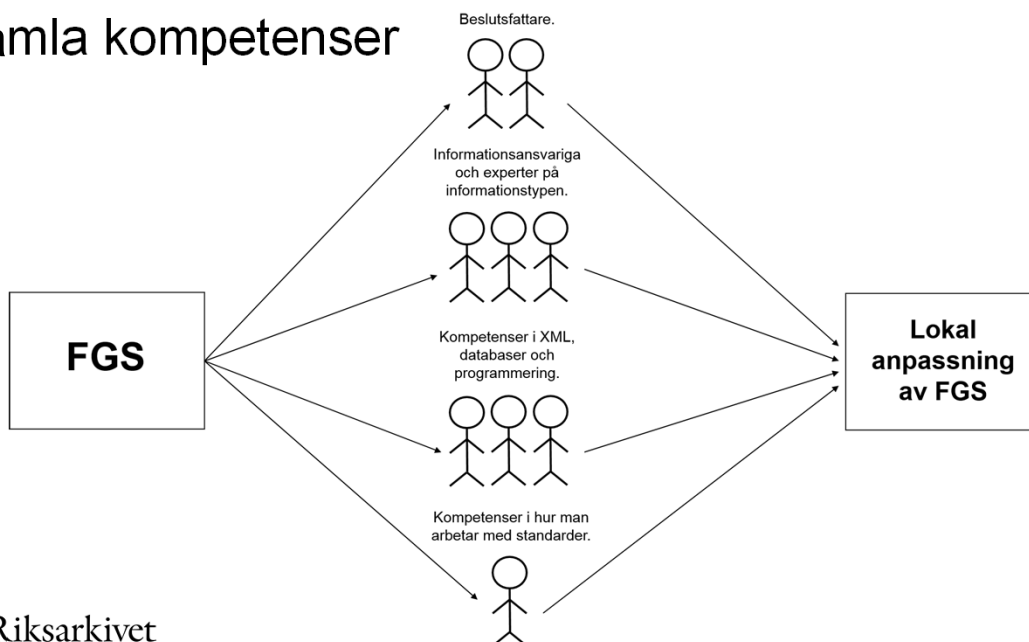 amla kompetenser
Beslutsfattare.
Informationsansvariga
och experter på
informationstypen.
FGS
Kompetenser i XML,
databaser och
programmering.
Lokal
anpassning
av FGS
Kompetenser i hur man
arbetar med standarder.
Riksarkivet